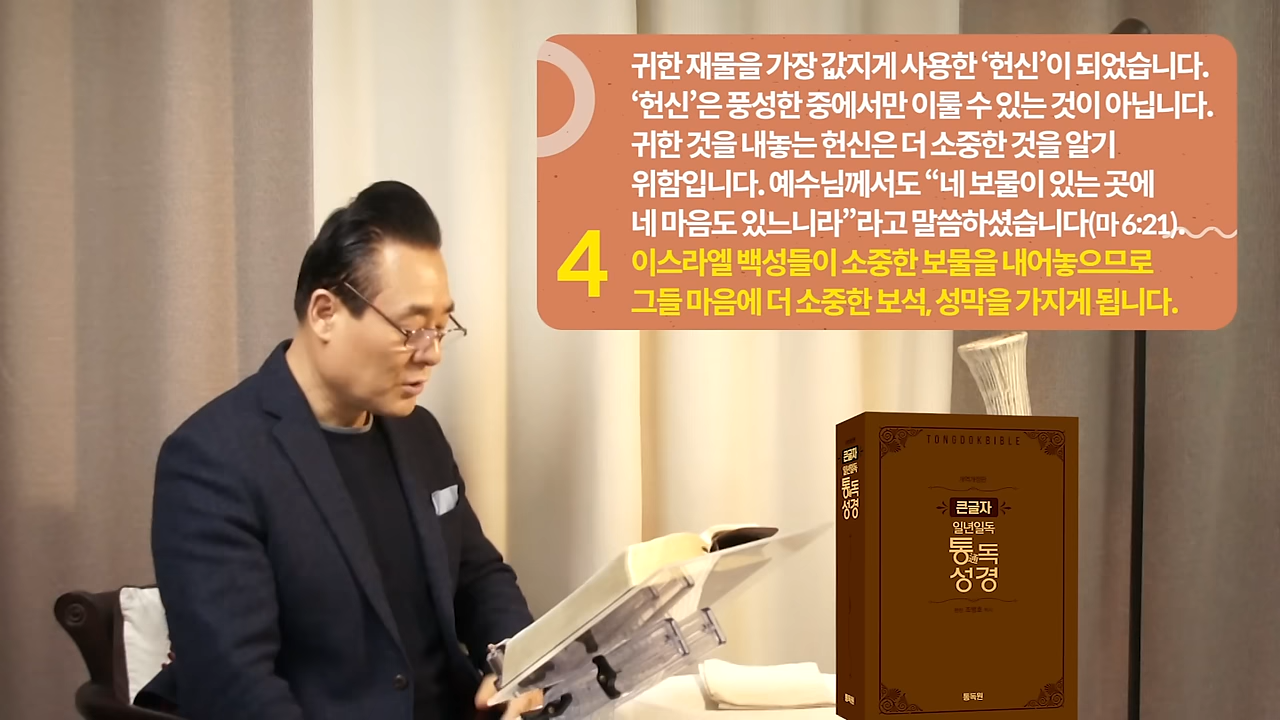 귀한 재물을 가장 값지게 사용한 ‘헌신’이 되었습니다.
‘헌신’은 풍성한 중에서만 이룰 수 있는 것이 아닙니다.
귀한 것을 내놓는 헌신은 더 소중한 것을 알기
위함입니다. 예수님께서도 “네 보물이 있는 곳에
네 마음도 있느니라”라고 말씀하셨습니다(마 6:21).
4
이스라엘 백성들이 소중한 보물을 내어놓으므로
그들 마음에 더 소중한 보석, 성막을 가지게 됩니다.
큰글자
일년일독
통독
성경
통독원
TONGDOKBIBLE
큰글자
일년일독
통독
성경
통독원